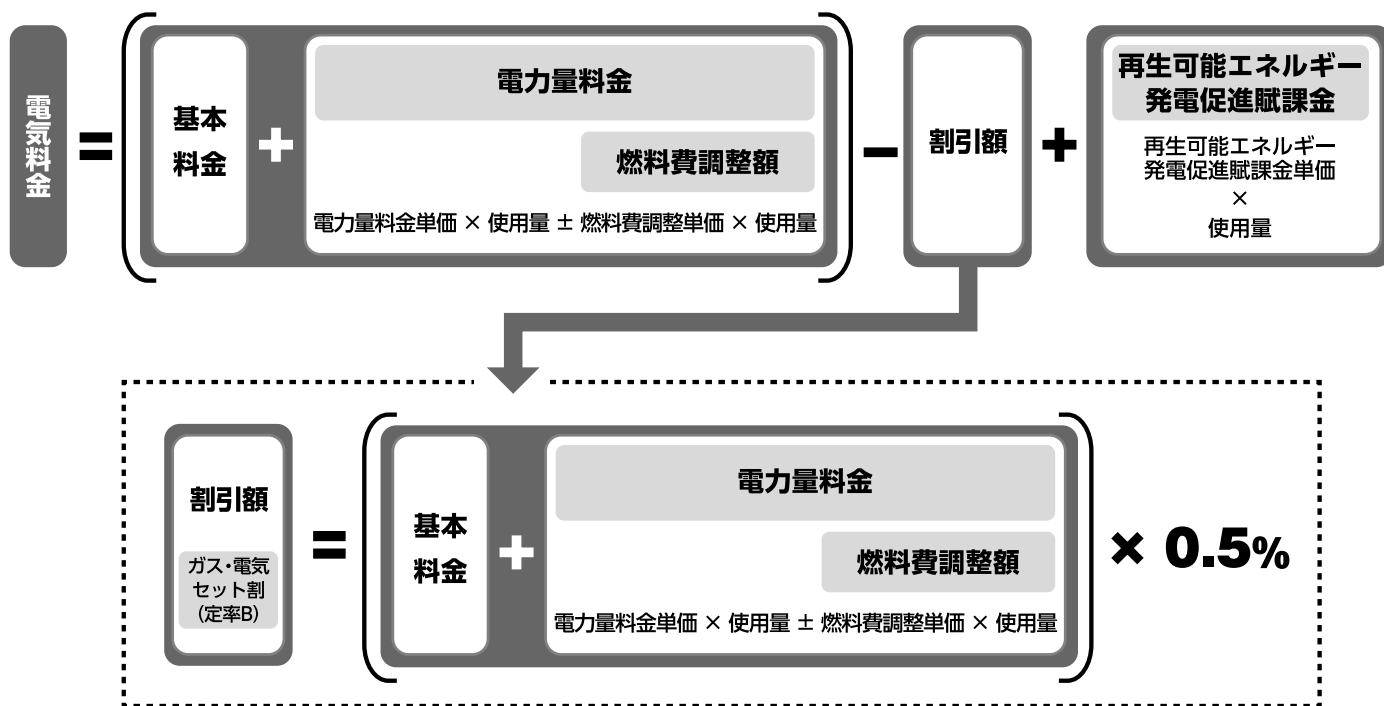 電気料金
=
基本
料金
+
電力量料金
燃料費調整額
電力量料金単価 × 使用量 ± 燃料費調整単価 × 使用量
−
割引額
+
再生可能エネルギー
発電促進賦課金
再生可能エネルギー
発電促進賦課金単価
×
使用量
割引額
ガス・電気
セット割
(定率B)
=
基本
料金
+
電力量料金
燃料費調整額
電力量料金単価 × 使用量 ± 燃料費調整単価 × 使用量
× 0.5%